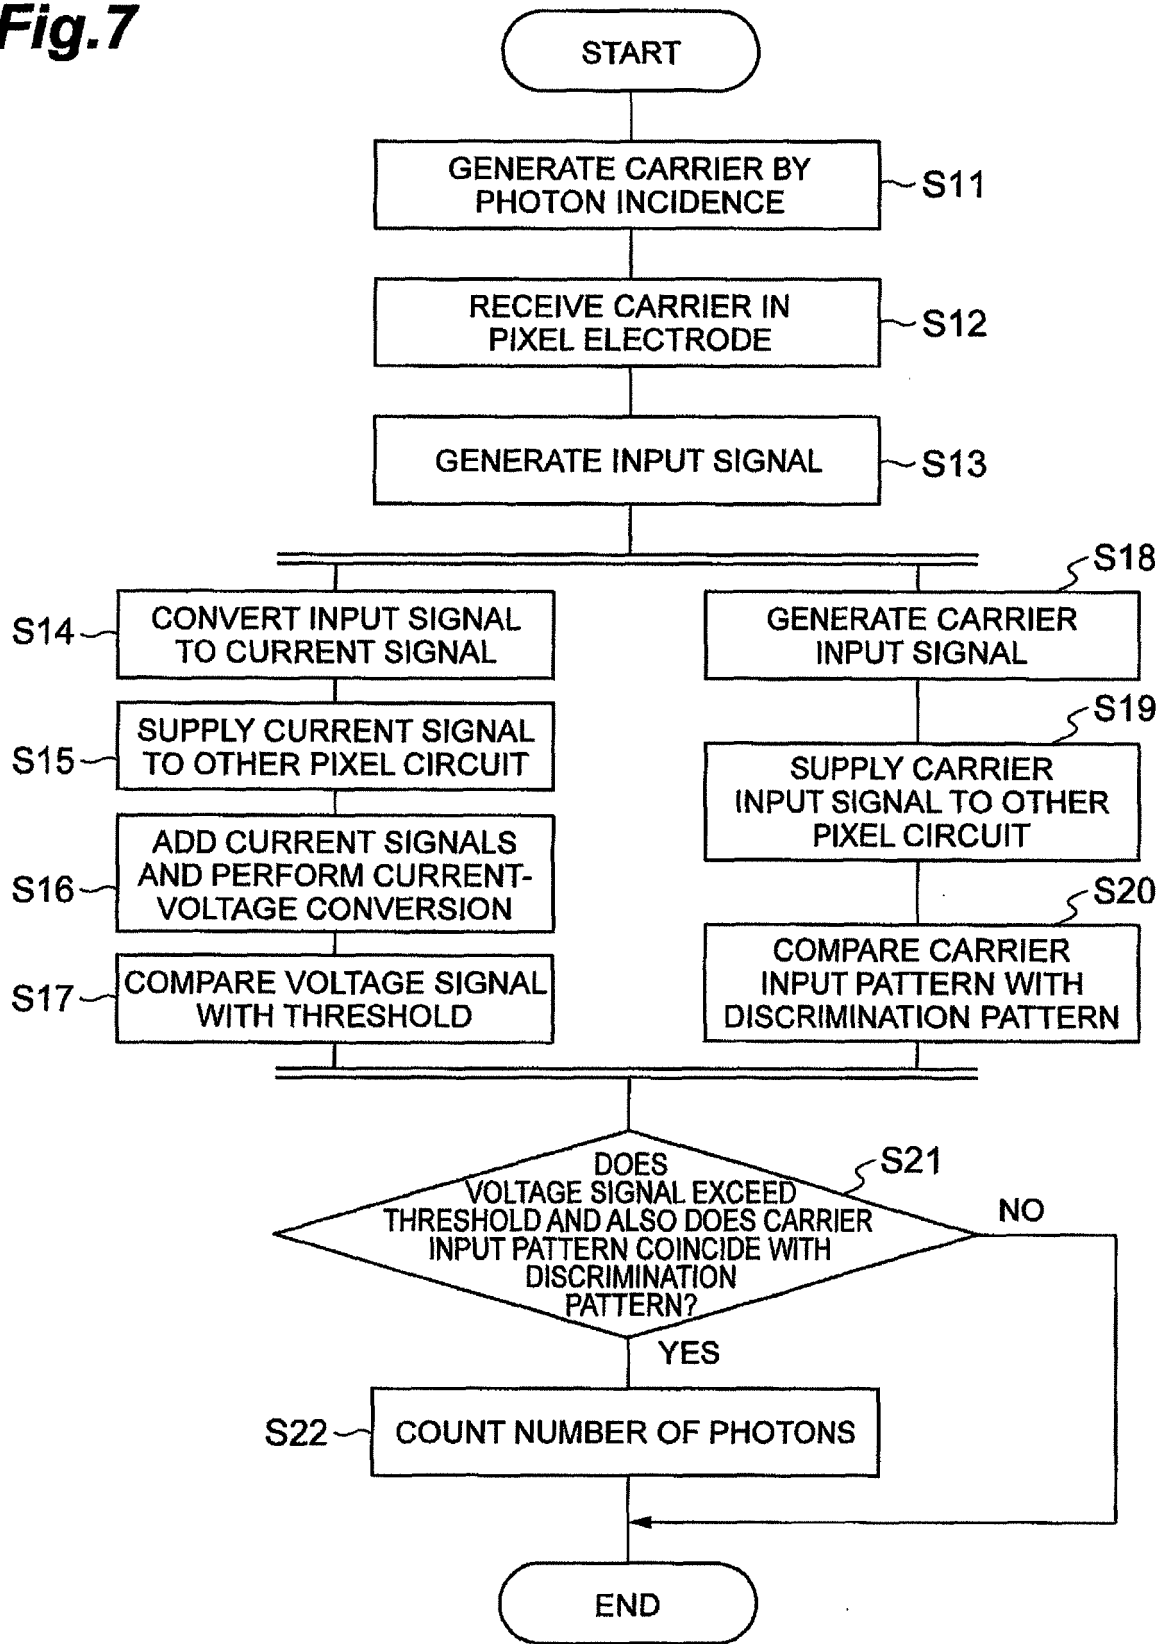 Fig.7
START
GENERATE CARRIER BY
PHOTON INCIDENCE
S11
RECEIVE CARRIER IN
PIXEL ELECTRODE
S12
GENERATE INPUT SIGNAL
S13
S14
CONVERT INPUT SIGNAL
TO CURRENT SIGNAL
S15
SUPPLY CURRENT SIGNAL
TO OTHER PIXEL CIRCUIT
S16
ADD CURRENT SIGNALS
AND PERFORM CURRENT-
VOLTAGE CONVERSION
S17
COMPARE VOLTAGE SIGNAL
WITH THRESHOLD
S18
GENERATE CARRIER
INPUT SIGNAL
S19
SUPPLY CARRIER
INPUT SIGNAL TO OTHER
PIXEL CIRCUIT
S20
COMPARE CARRIER
INPUT PATTERN WITH
DISCRIMINATION PATTERN
S21
DOES
VOLTAGE SIGNAL EXCEED
THRESHOLD AND ALSO DOES CARRIER
INPUT PATTERN COINCIDE WITH
DISCRIMINATION
PATTERN?
NO
YES
S22
COUNT NUMBER OF PHOTONS
END